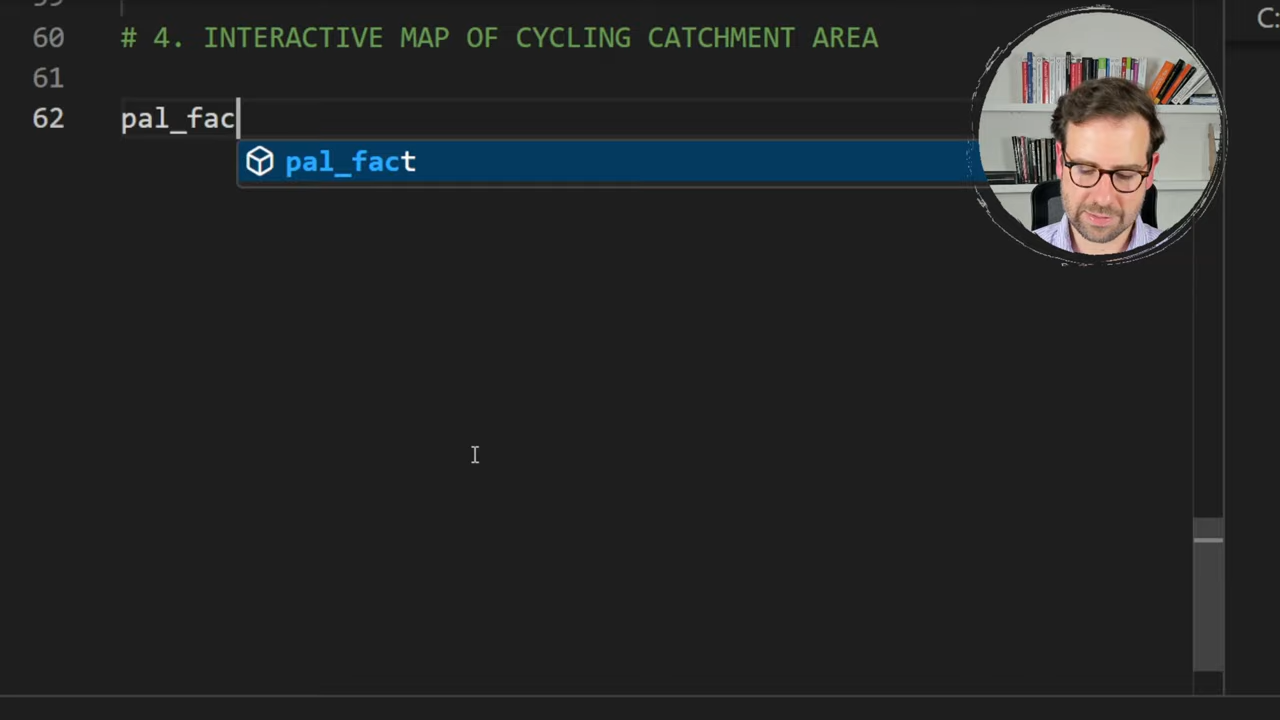 60 # 4. INTERACTIVE MAP OF CYCLING CATCHMENT AREA
61
62 pal_fac
pal_fact
C: